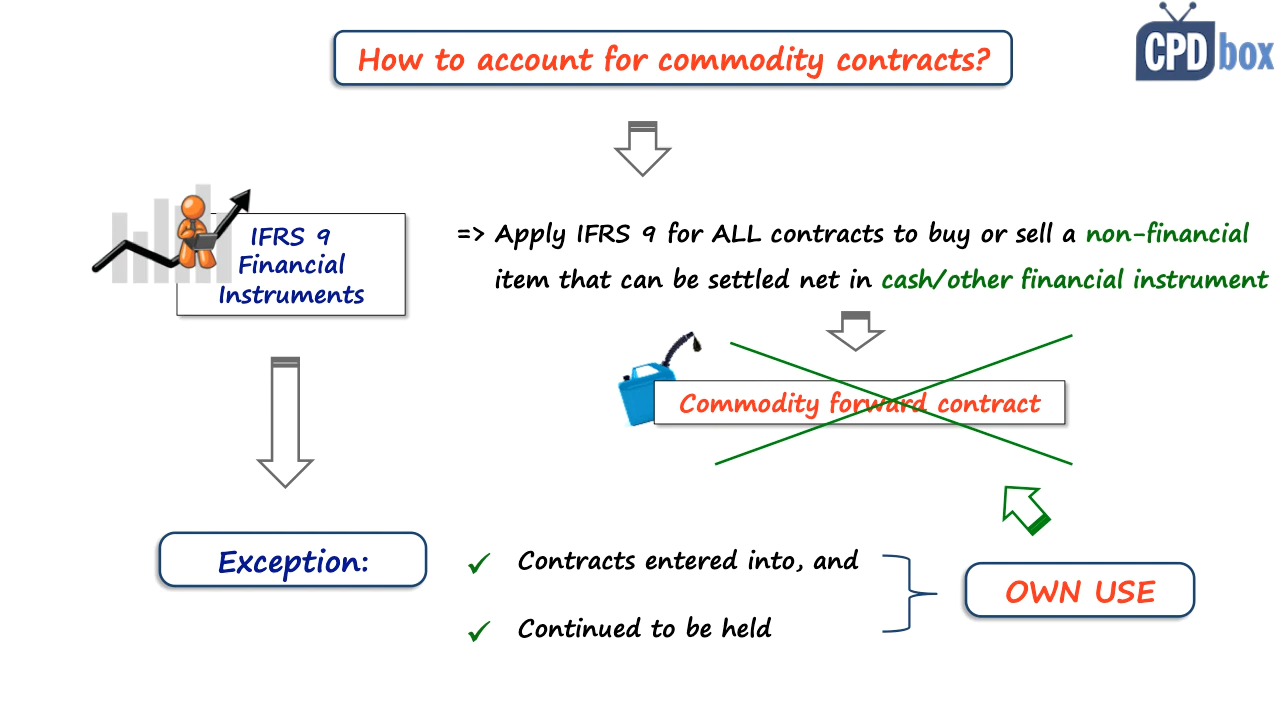 How to account for commodity contracts?
CPD box
IFRS 9
Financial
Instruments
=> Apply IFRS 9 for ALL contracts to buy or sell a non-financial
item that can be settled net in cash/other financial instrument
Commodity forward contract
Exception:
✓ Contracts entered into, and
✓ Continued to be held
OWN USE